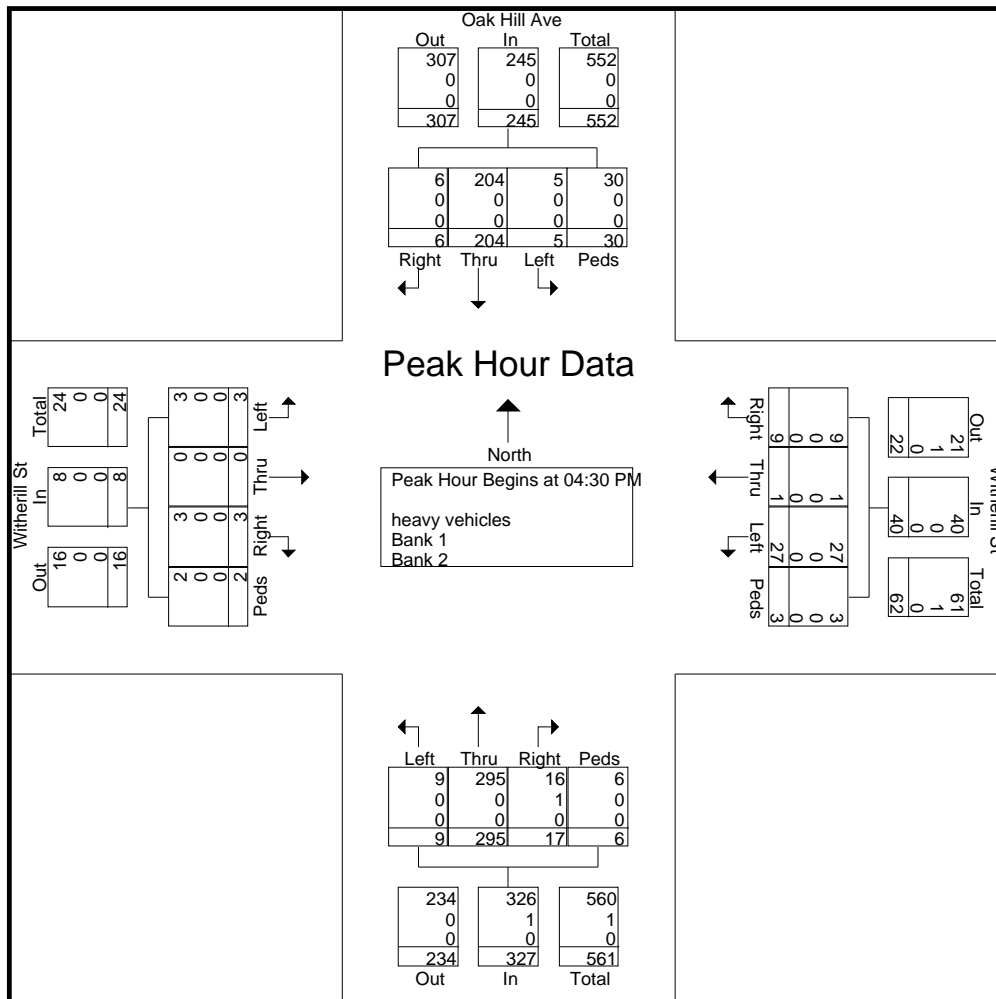 Oak Hill Ave
Out In Total
307 245 552
0 0 0
0 0 0
307 245 552
6 204 5 30
0 0 0 0
0 0 0 0
6 204 5 30
Right Thru Left Peds
Peak Hour Data
North
Peak Hour Begins at 04:30 PM
heavy vehicles
Bank 1
Bank 2
Witherill St
Total In Out
24 8 16
0 0 0
0 0 0
24 8 16
3 0 3 2
0 0 0 0
0 0 0 0
3 0 3 2
Left Thru Right Peds
Witherill St
Out In Total
21 40 61
1 0 1
0 0 0
22 40 62
9 1 27 3
0 0 0 0
0 0 0 0
9 1 27 3
Right Thru Left Peds
Left Thru Right Peds
9 295 16 6
0 0 1 0
0 0 0 0
9 295 17 6
234 326 560
0 1 1
0 0 0
234 327 561
Out In Total